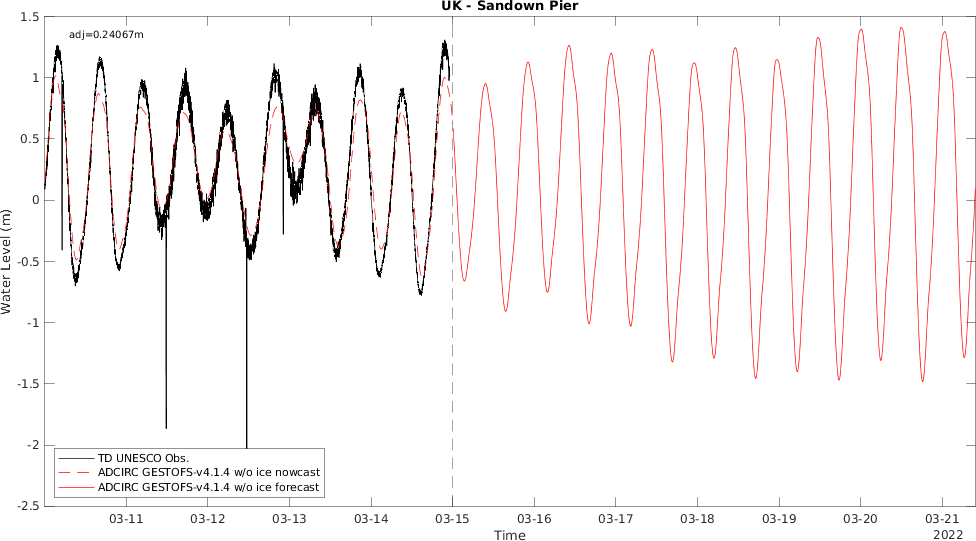 UK - Sandown Pier
adj=0.24067m
1.5
1
0.5
0
-0.5
-1
-1.5
-2
-2.5
Water Level (m)
TD UNESCO Obs.
ADCIRC GESTOFS-v4.1.4 w/o ice nowcast
ADCIRC GESTOFS-v4.1.4 w/o ice forecast
03-11 03-12 03-13 03-14 03-15 03-16 03-17 03-18 03-19 03-20 03-21
Time
2022